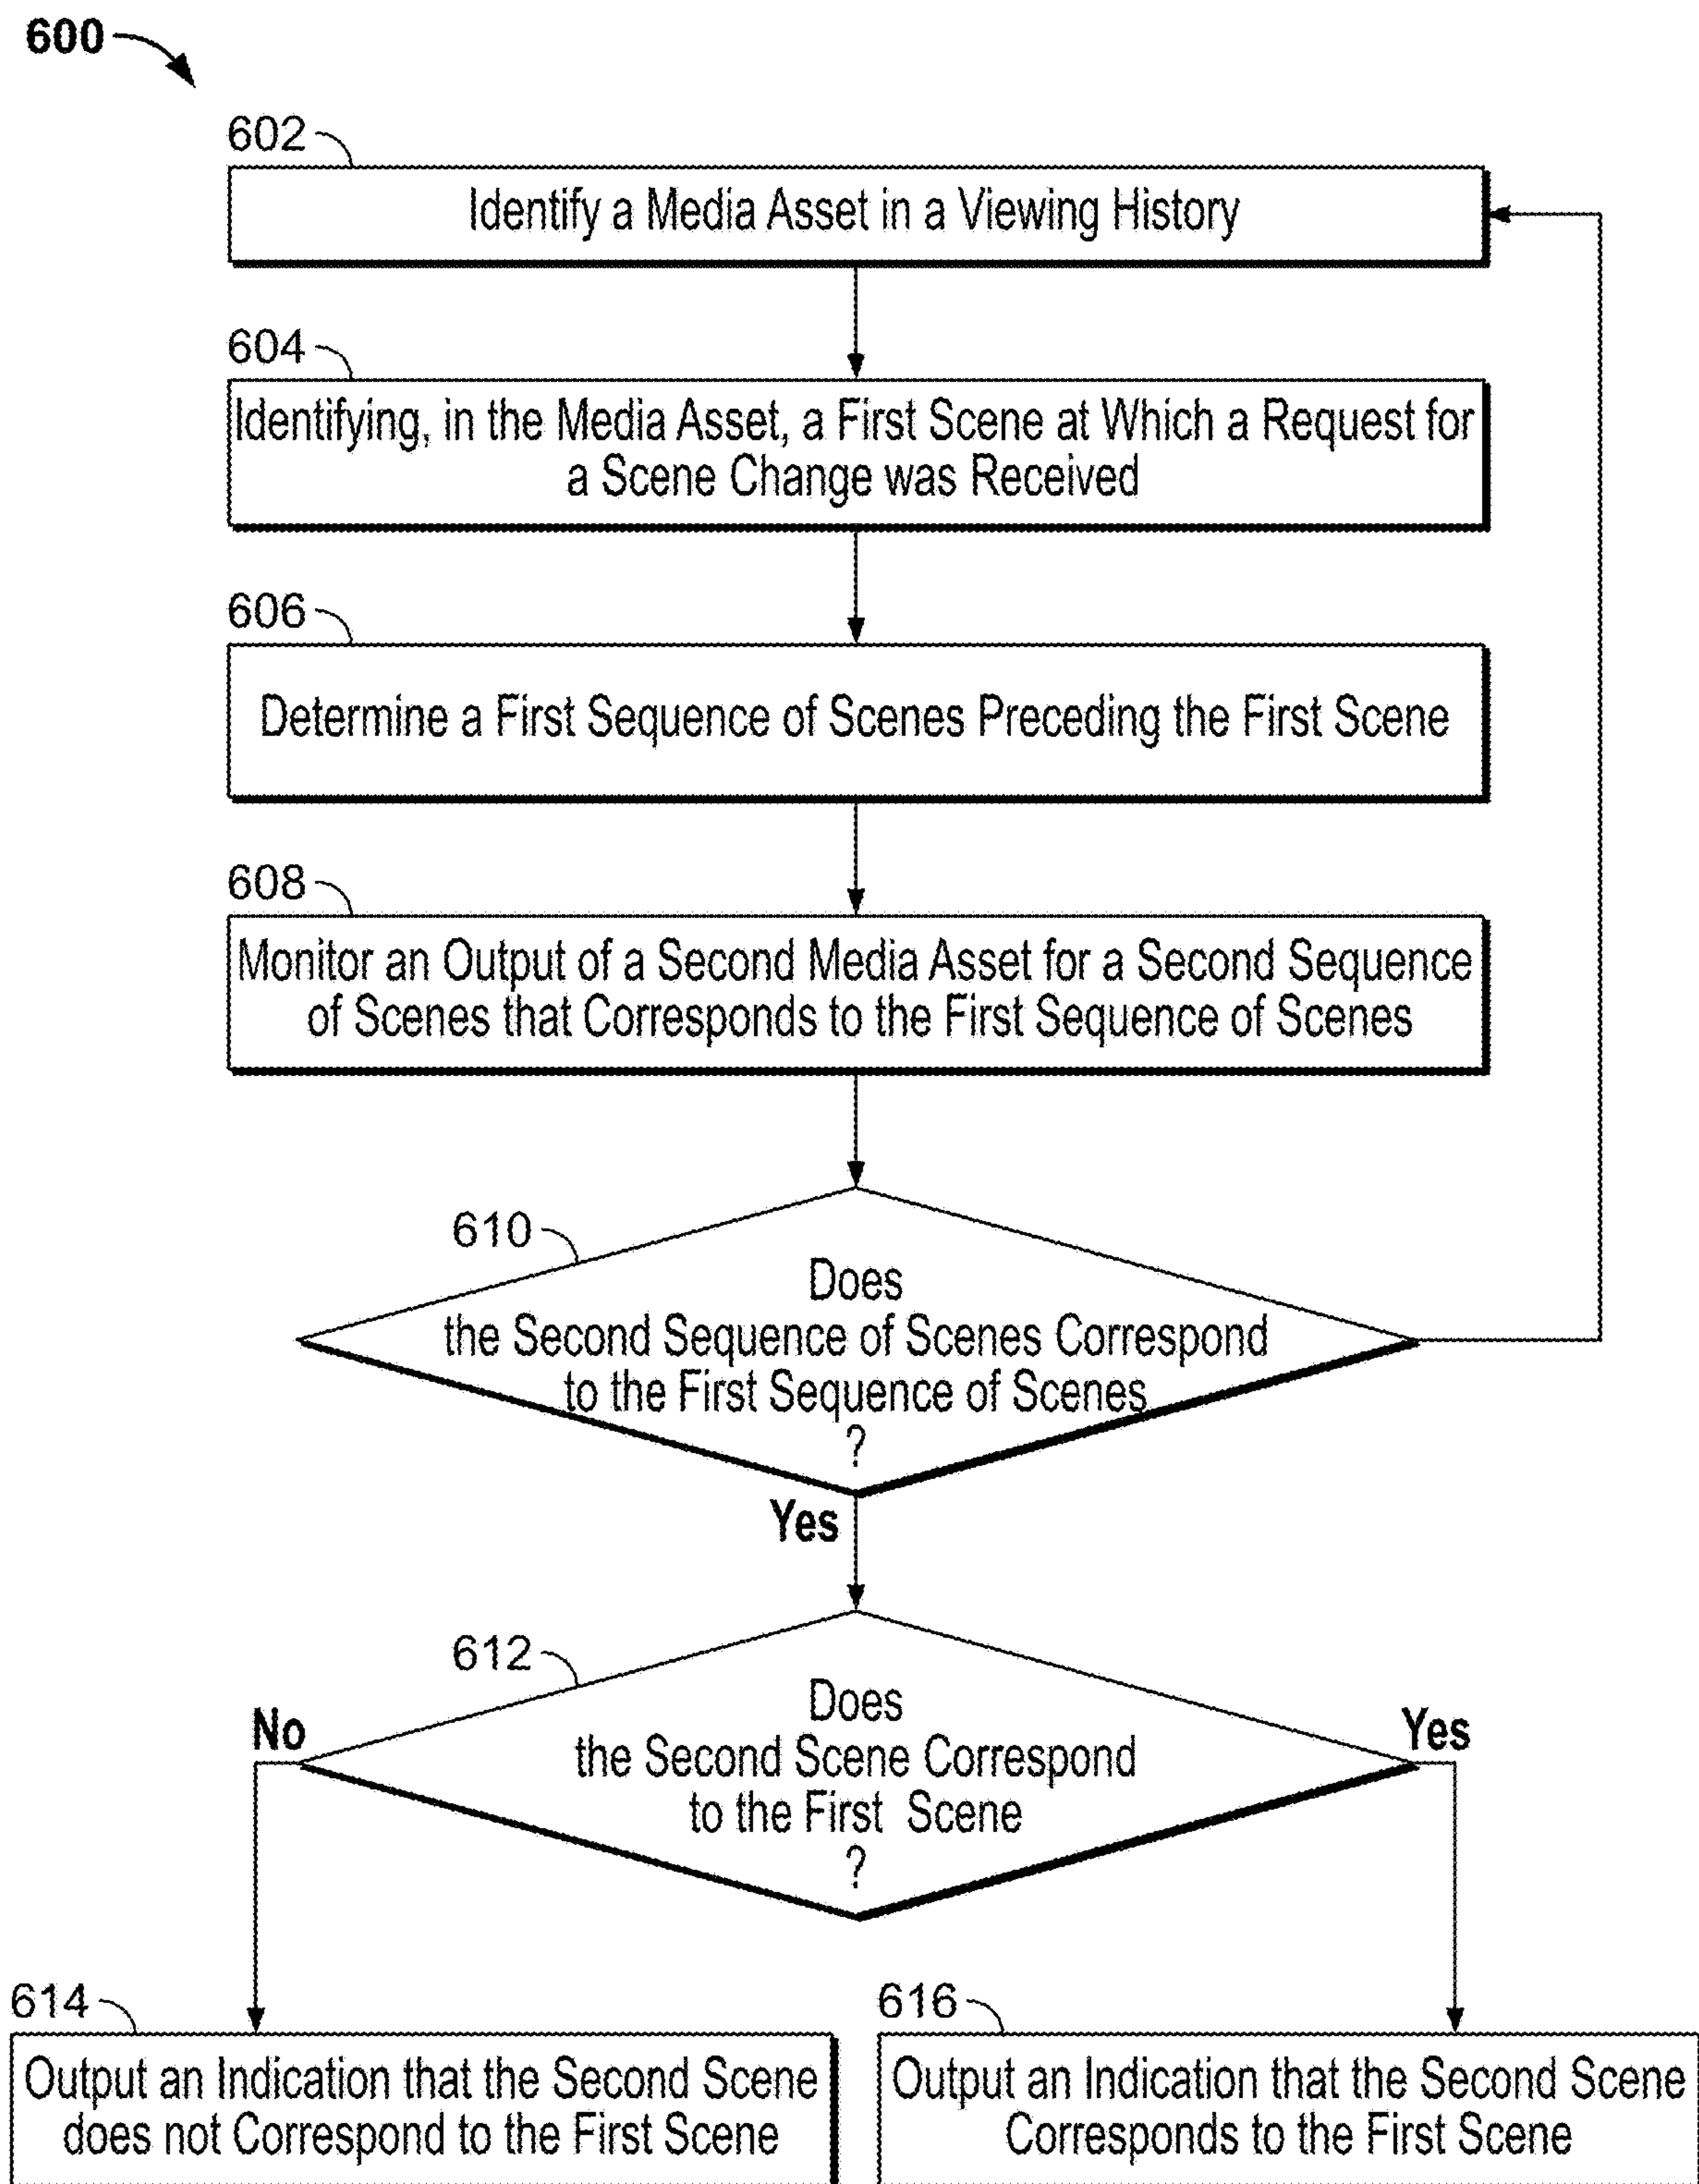 600
602
Identify a Media Asset in a Viewing History
604
Identifying, in the Media Asset, a First Scene at Which a Request for
a Scene Change was Received
606
Determine a First Sequence of Scenes Preceding the First Scene
608
Monitor an Output of a Second Media Asset for a Second Sequence
of Scenes that Corresponds to the First Sequence of Scenes
610
Does
the Second Sequence of Scenes Correspond
to the First Sequence of Scenes
?
Yes
612
Does
the Second Scene Correspond
to the First Scene
?
No
Yes
614
Output an Indication that the Second Scene
does not Correspond to the First Scene
616
Output an Indication that the Second Scene
Corresponds to the First Scene